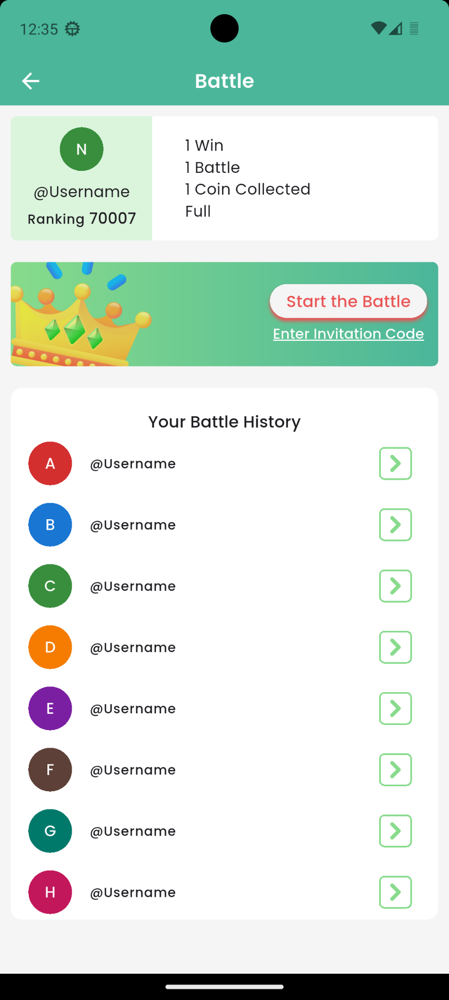 12:35
Battle
N
@Username
Ranking 70007
1 Win
1 Battle
1 Coin Collected
Full
Start the Battle
Enter Invitation Code
Your Battle History
A @Username
B @Username
C @Username
D @Username
E @Username
F @Username
G @Username
H @Username